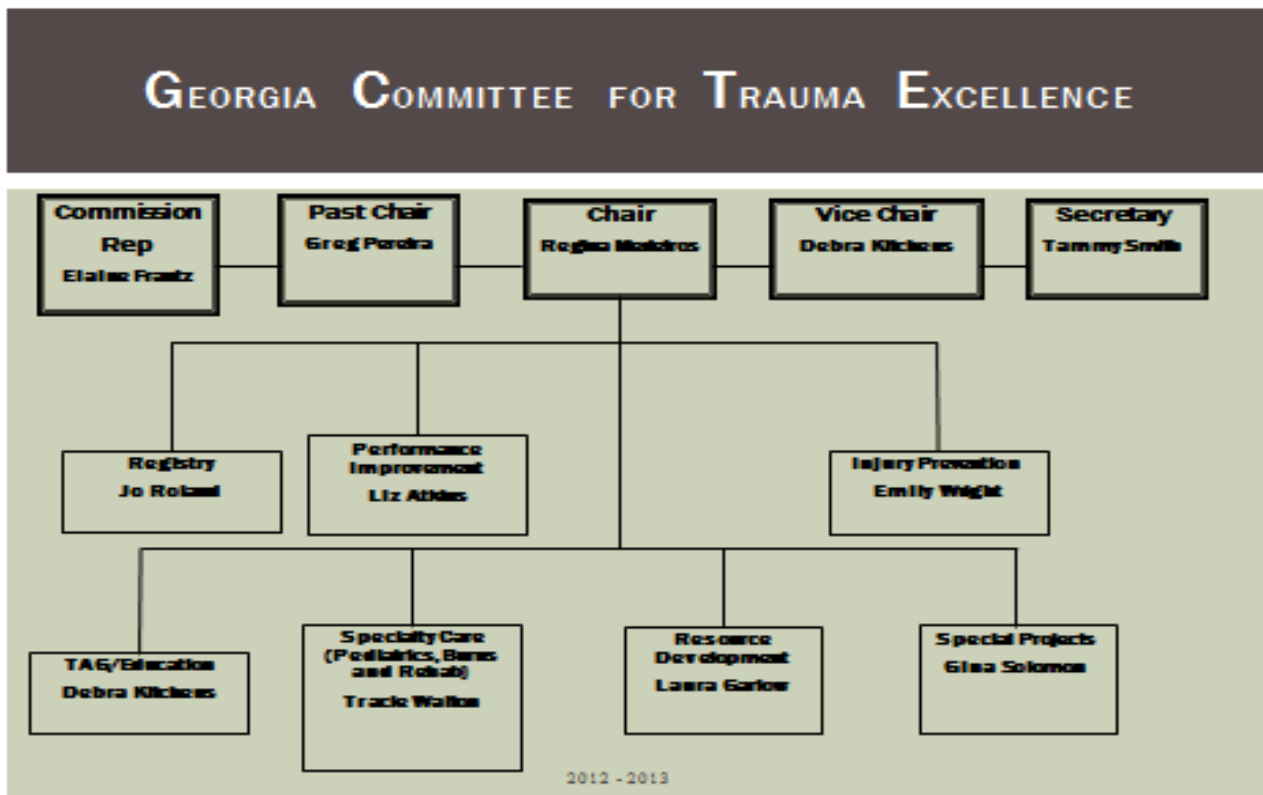 GEORGIA COMMITTEE FOR TRAUMA EXCELLENCE
Commission
Rep
Elaine Frantz
Past Chair
Greg Pereira
Chair
Regina Medeiros
Vice Chair
Debra Kitchens
Secretary
Tammy Smith
Registry
Jo Roland
Performance
Improvement
Liz Atkins
Injury Prevention
Emily Wright
TAG/Education
Debra Kitchens
Specialty Care
(Pediatrics, Burns
and Rehab)
Tracie Walton
Resource
Development
Laura Garlow
Special Projects
Gina Solomon
2012 - 2013